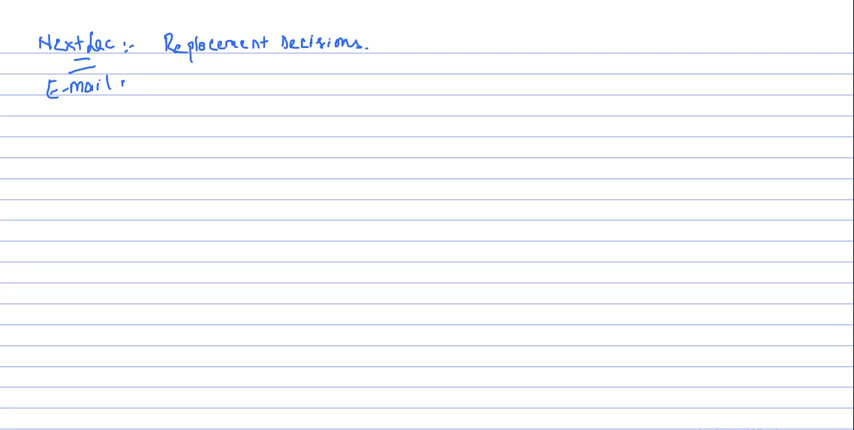 Next Lec :- Replacement Decisions.
E-mail :